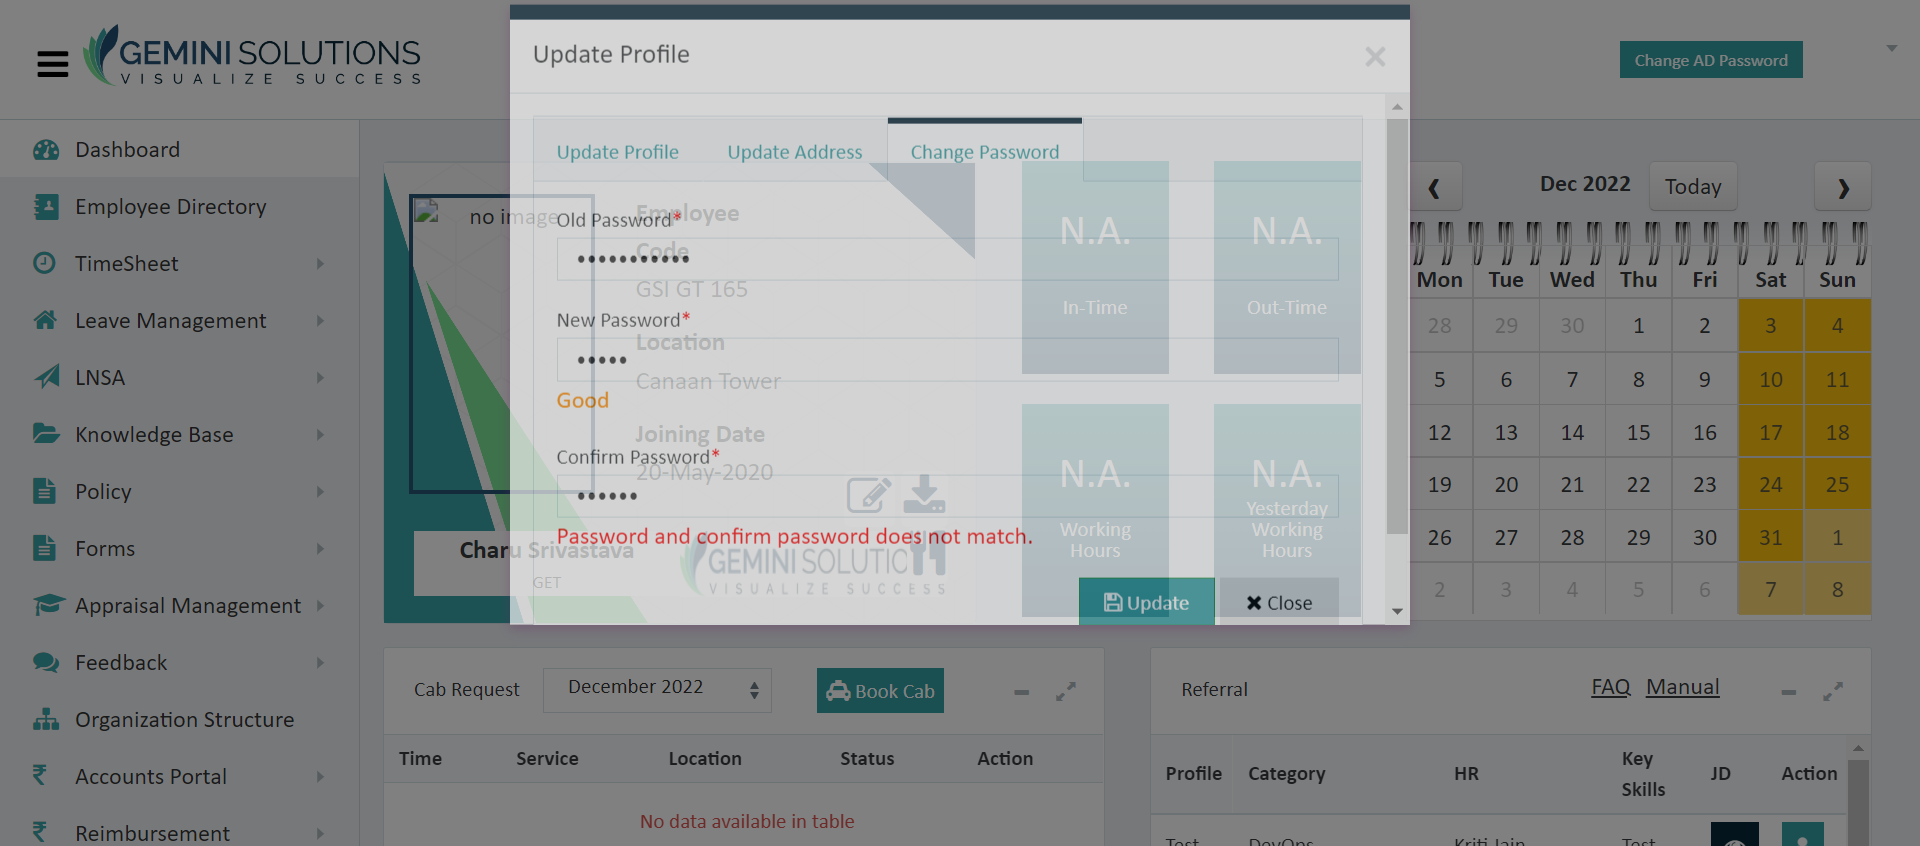 GEMINI SOLUTIONS
VISUALIZE SUCCESS
Change AD Password
Dashboard
Employee Directory
TimeSheet
Leave Management
LNSA
Knowledge Base
Policy
Forms
Appraisal Management
Feedback
Organization Structure
Accounts Portal
Reimbursement
Update Profile
Update Profile
Update Address
Change Password
Old Password*
New Password*
Good
Confirm Password*
Password and confirm password does not match.
Update
Close
no image
Employee
Code
GSI GT 165
Location
Canaan Tower
Joining Date
20-May-2020
Charu Srivastava
GET
GEMINI SOLUTIO
VISUALIZE SUCCESS
N.A.
In-Time
N.A.
Out-Time
N.A.
Working
Hours
N.A.
Yesterday
Working
Hours
Dec 2022
Today
Mon Tue Wed Thu Fri Sat Sun
28 29 30 1 2 3 4
5 6 7 8 9 10 11
12 13 14 15 16 17 18
19 20 21 22 23 24 25
26 27 28 29 30 31 1
2 3 4 5 6 7 8
Cab Request
December 2022
Book Cab
Time Service Location Status Action
No data available in table
Referral
FAQ Manual
Profile Category HR Key Skills JD Action
Test DevOps Kriti Jain Test